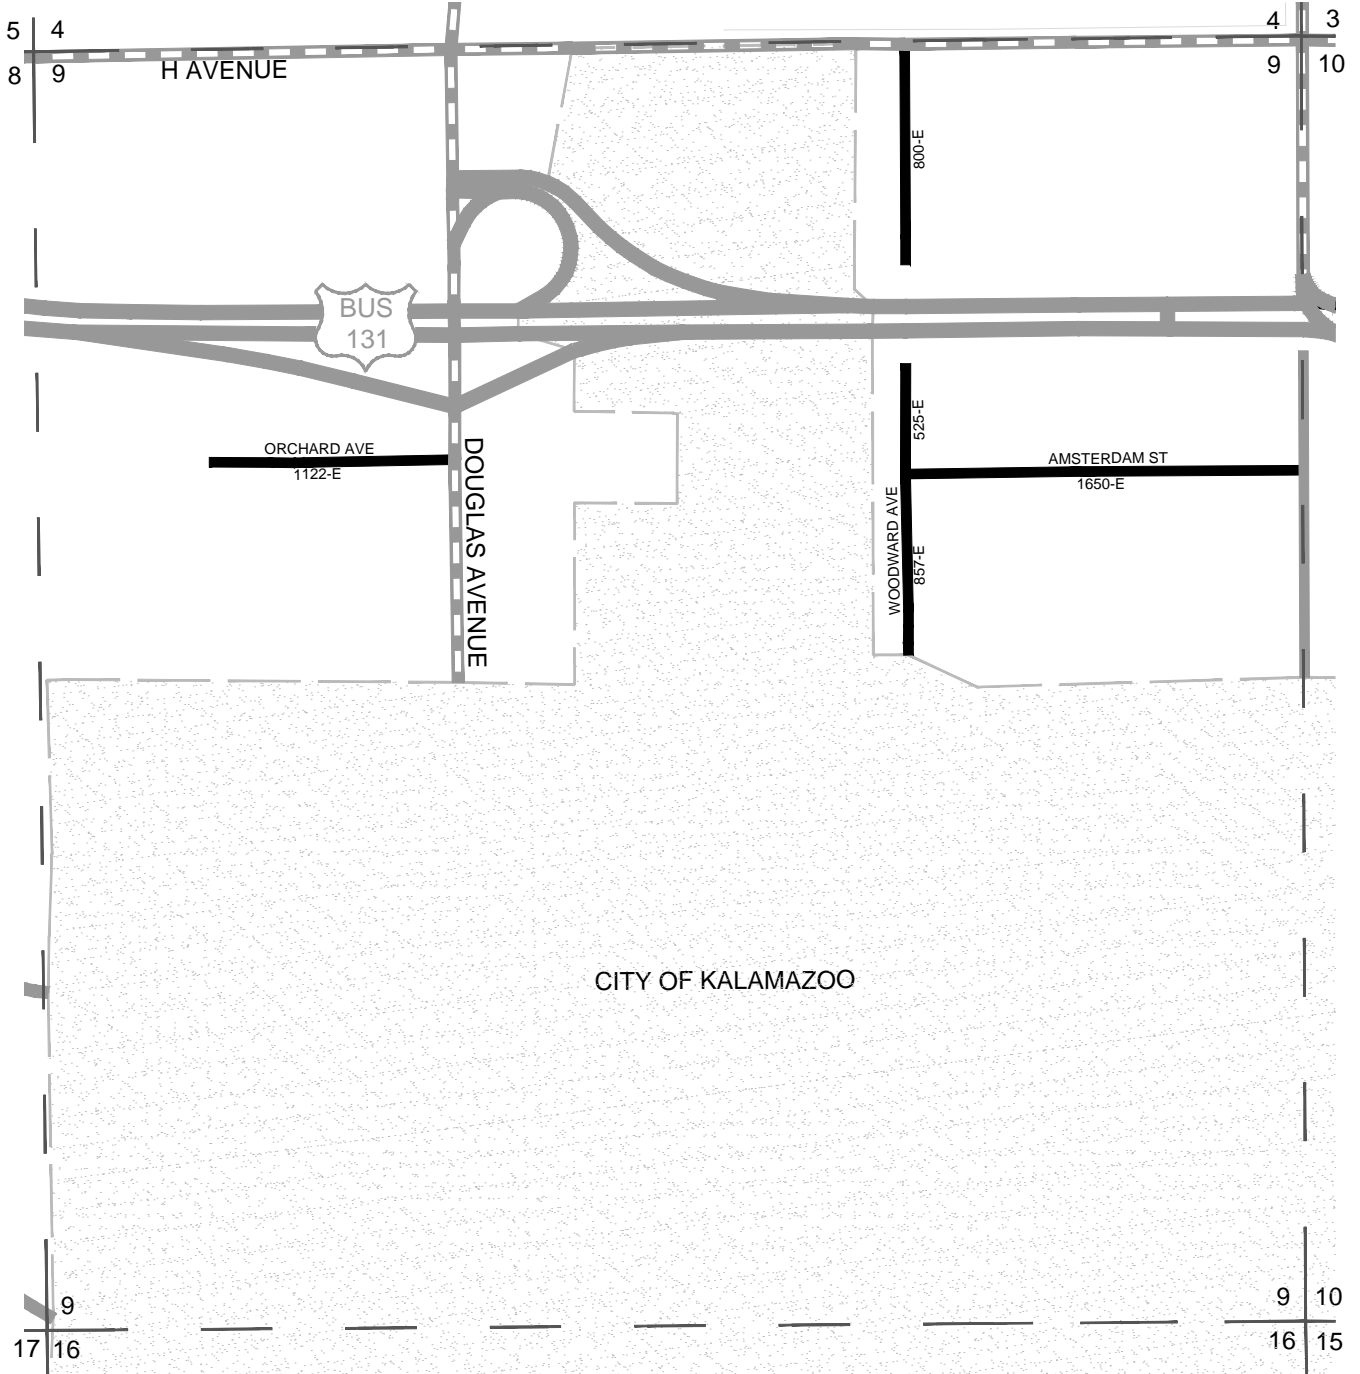 5 4
4 3
8 9
H AVENUE
9 10
800-E
BUS
131
525-E
ORCHARD AVE
1122-E
DOUGLAS AVENUE
AMSTERDAM ST
1650-E
WOODWARD AVE
857-E
CITY OF KALAMAZOO
9
9 10
17 16
16 15